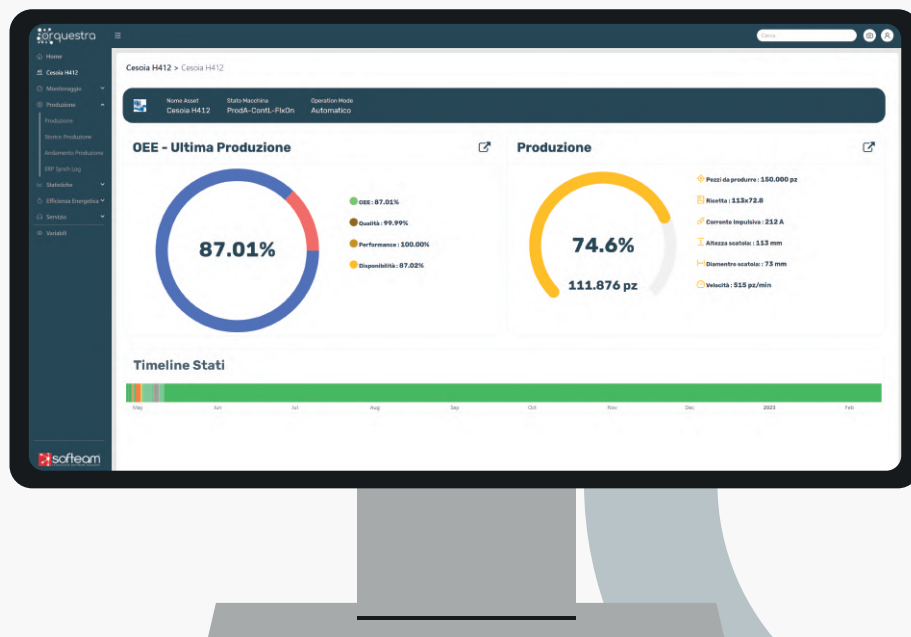 orquestra
Cerca
Home
Cesoia H412
Monitoraggio
Produzione
Produzione
Storico Produzione
Andamento Produzione
ERP Synch Log
Statistiche
Efficienza Energetica
Servizio
Variabili
softeam
Cesoia H412 > Cesoia H412
Nome Asset
Cesoia H412
Stato Macchina
ProdA-ContL-FlxOn
Operation Mode
Automatico
OEE - Ultima Produzione
87.01%
OEE : 87.01%
Qualità : 99.99%
Performance : 100.00%
Disponibilità : 87.02%
Produzione
74.6%
111.876 pz
Pezzi da produrre : 150.000 pz
Ricetta : 113x72.8
Corrente Impulsiva : 212 A
Altezza scatola: : 113 mm
Diamentro scatola: : 73 mm
Velocità : 515 pz/min
Timeline Stati
May Jun Jul Aug Sep Oct Nov Dec 2023 Feb